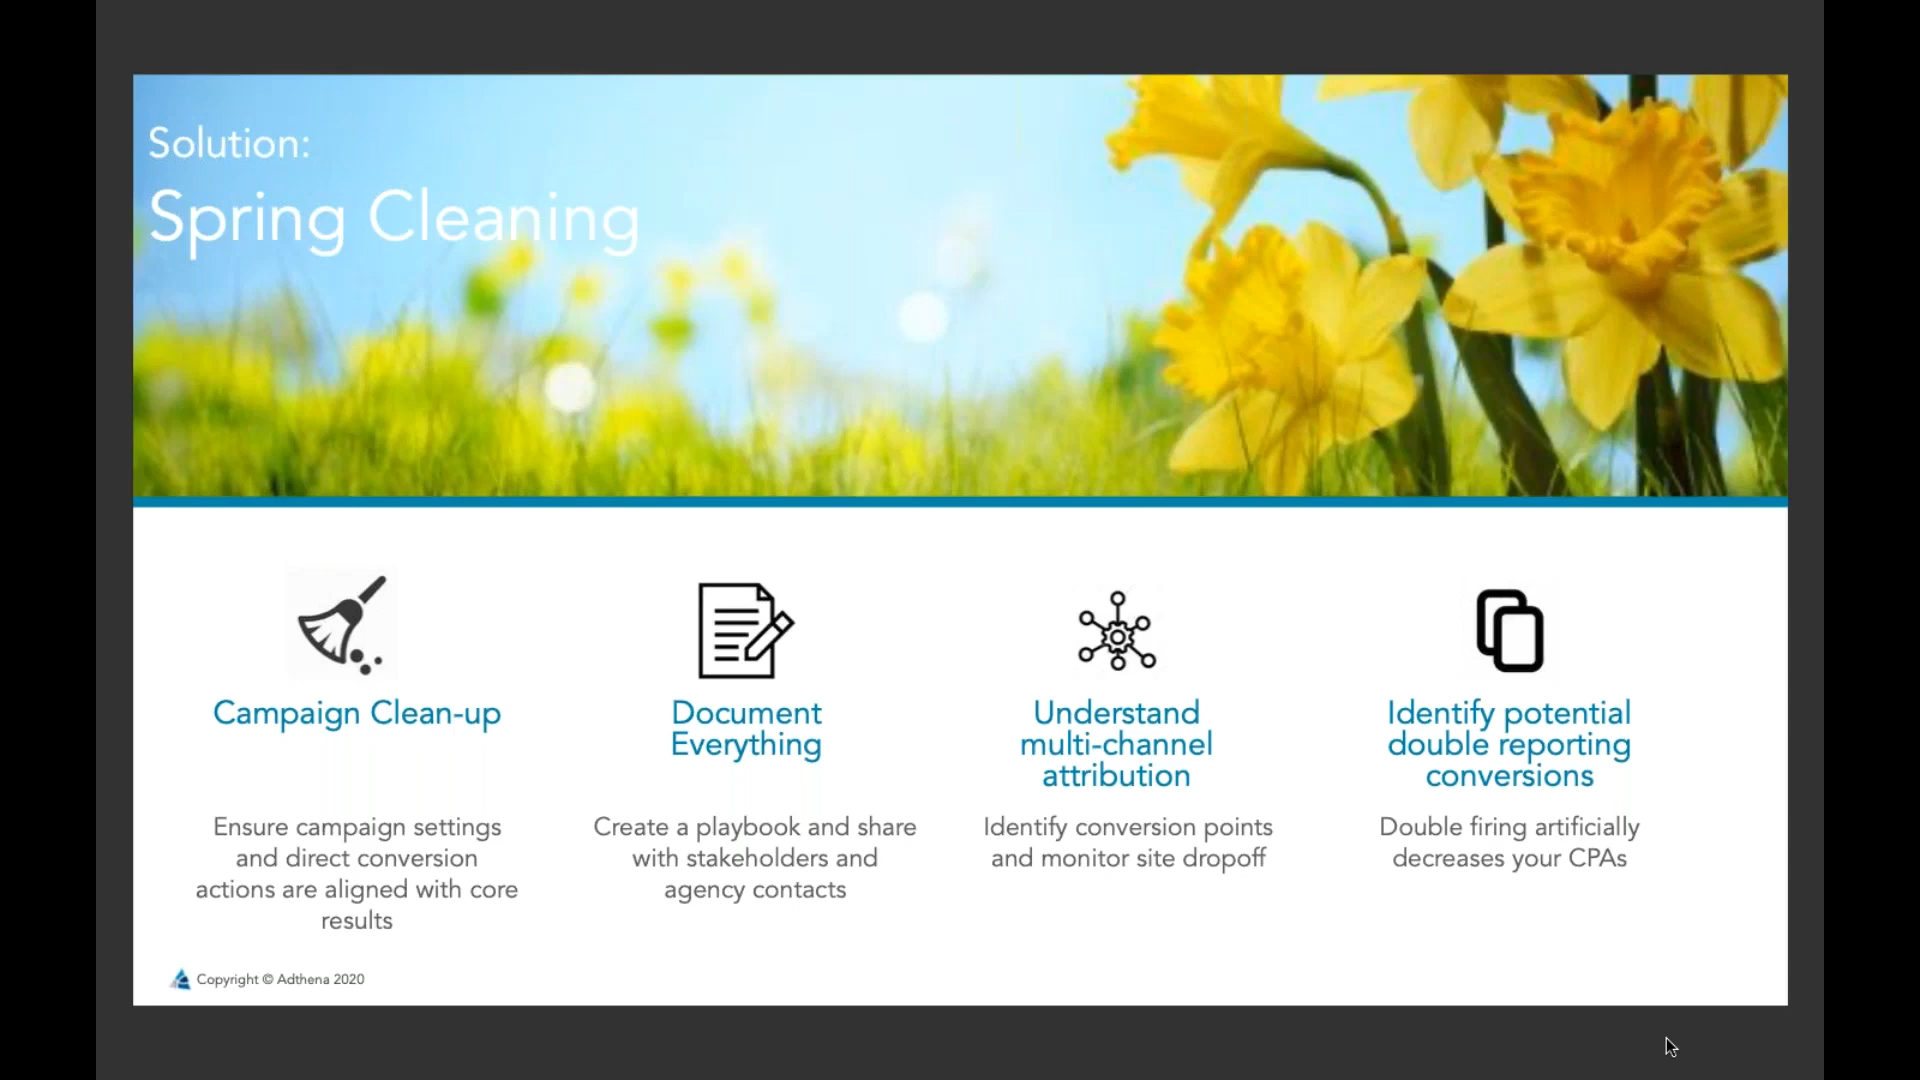 Solution:
Spring Cleaning
Campaign Clean-up
Ensure campaign settings
and direct conversion
actions are aligned with core
results
Document
Everything
Create a playbook and share
with stakeholders and
agency contacts
Understand
multi-channel
attribution
Identify conversion points
and monitor site dropoff
Identify potential
double reporting
conversions
Double firing artificially
decreases your CPAs
Copyright © Adthena 2020